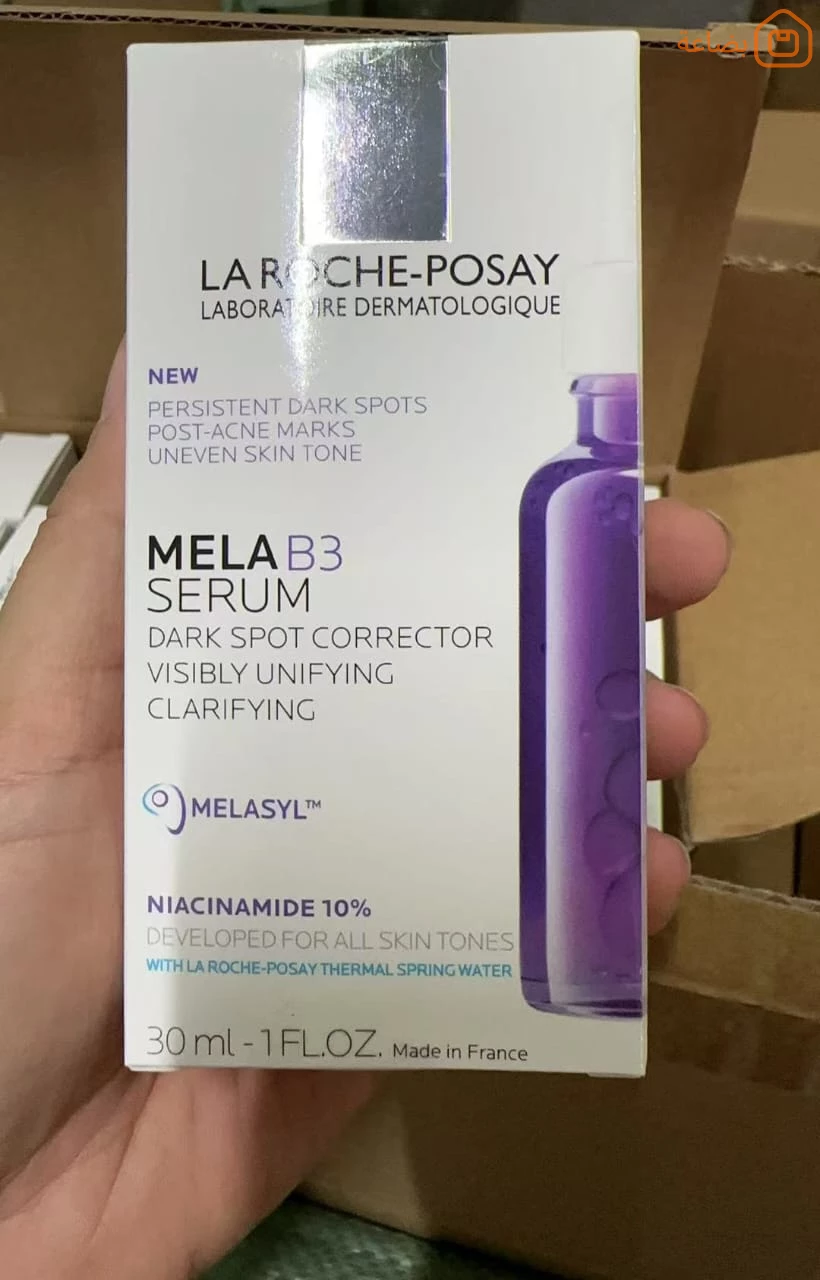 بضاعة
LA ROCHE-POSAY
LABORATOIRE DERMATOLOGIQUE
NEW
PERSISTENT DARK SPOTS
POST-ACNE MARKS
UNEVEN SKIN TONE
MELA B3
SERUM
DARK SPOT CORRECTOR
VISIBLY UNIFYING
CLARIFYING
MELASYL™
NIACINAMIDE 10%
DEVELOPED FOR ALL SKIN TONES
WITH LA ROCHE-POSAY THERMAL SPRING WATER
30 ml - 1 FL.OZ. Made in France